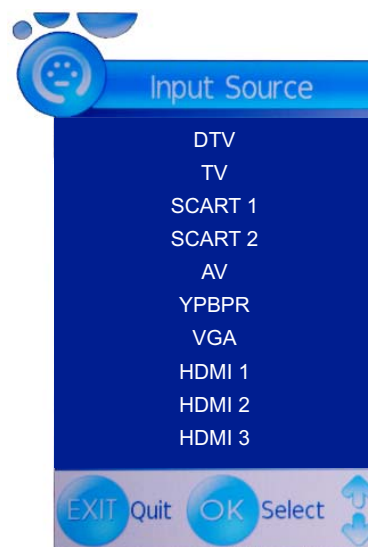 Input Source
DTV
TV
SCART 1
SCART 2
AV
YPBPR
VGA
HDMI 1
HDMI 2
HDMI 3
EXIT Quit OK Select